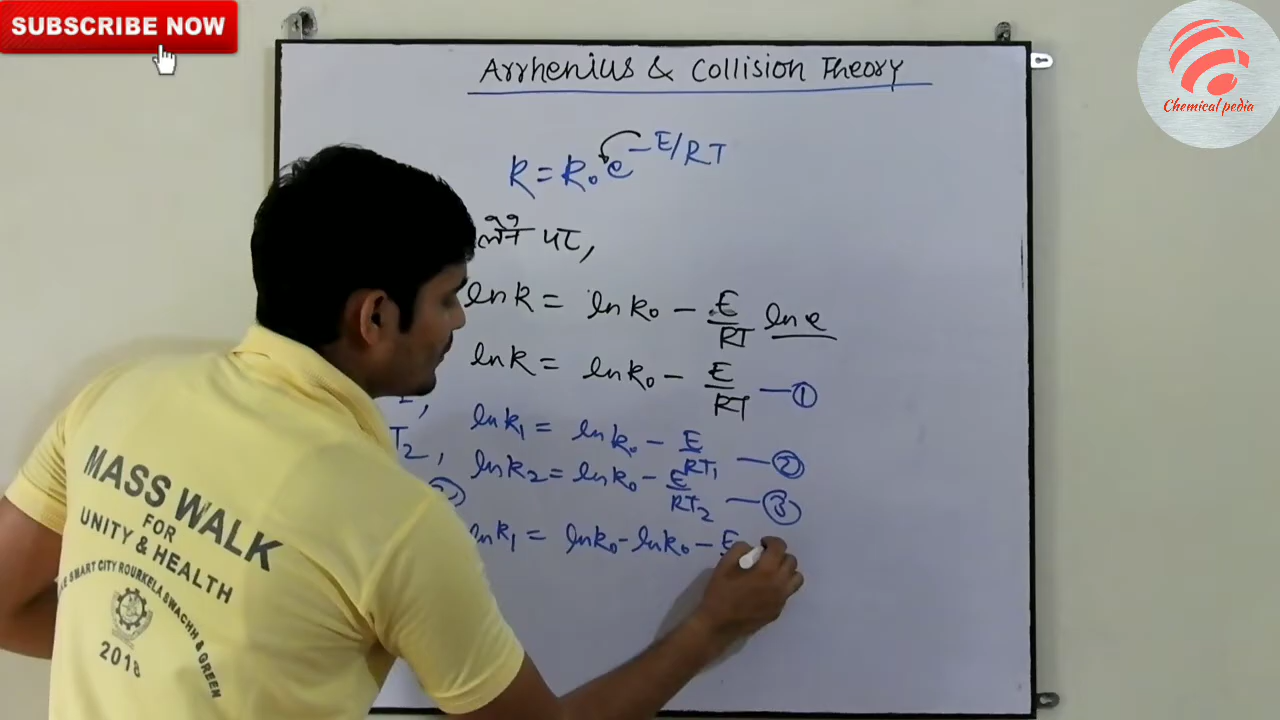 SUBSCRIBE NOW
Chemical pedia
Arrhenius & Collision Theory
k = k₀ e^-E/RT
लेने पर,
ln k = ln k₀ - E/RT ln e
ln k = ln k₀ - E/RT — ①
ln k₁ = ln k₀ - E/RT₁ — ②
T₂, ln k₂ = ln k₀ - E/RT₂ — ③
ln k₁ = ln k₀ - ln k₀ - E
MASS WALK
FOR
UNITY & HEALTH
SMART CITY ROURKELA SWACHH & GREEN
2018